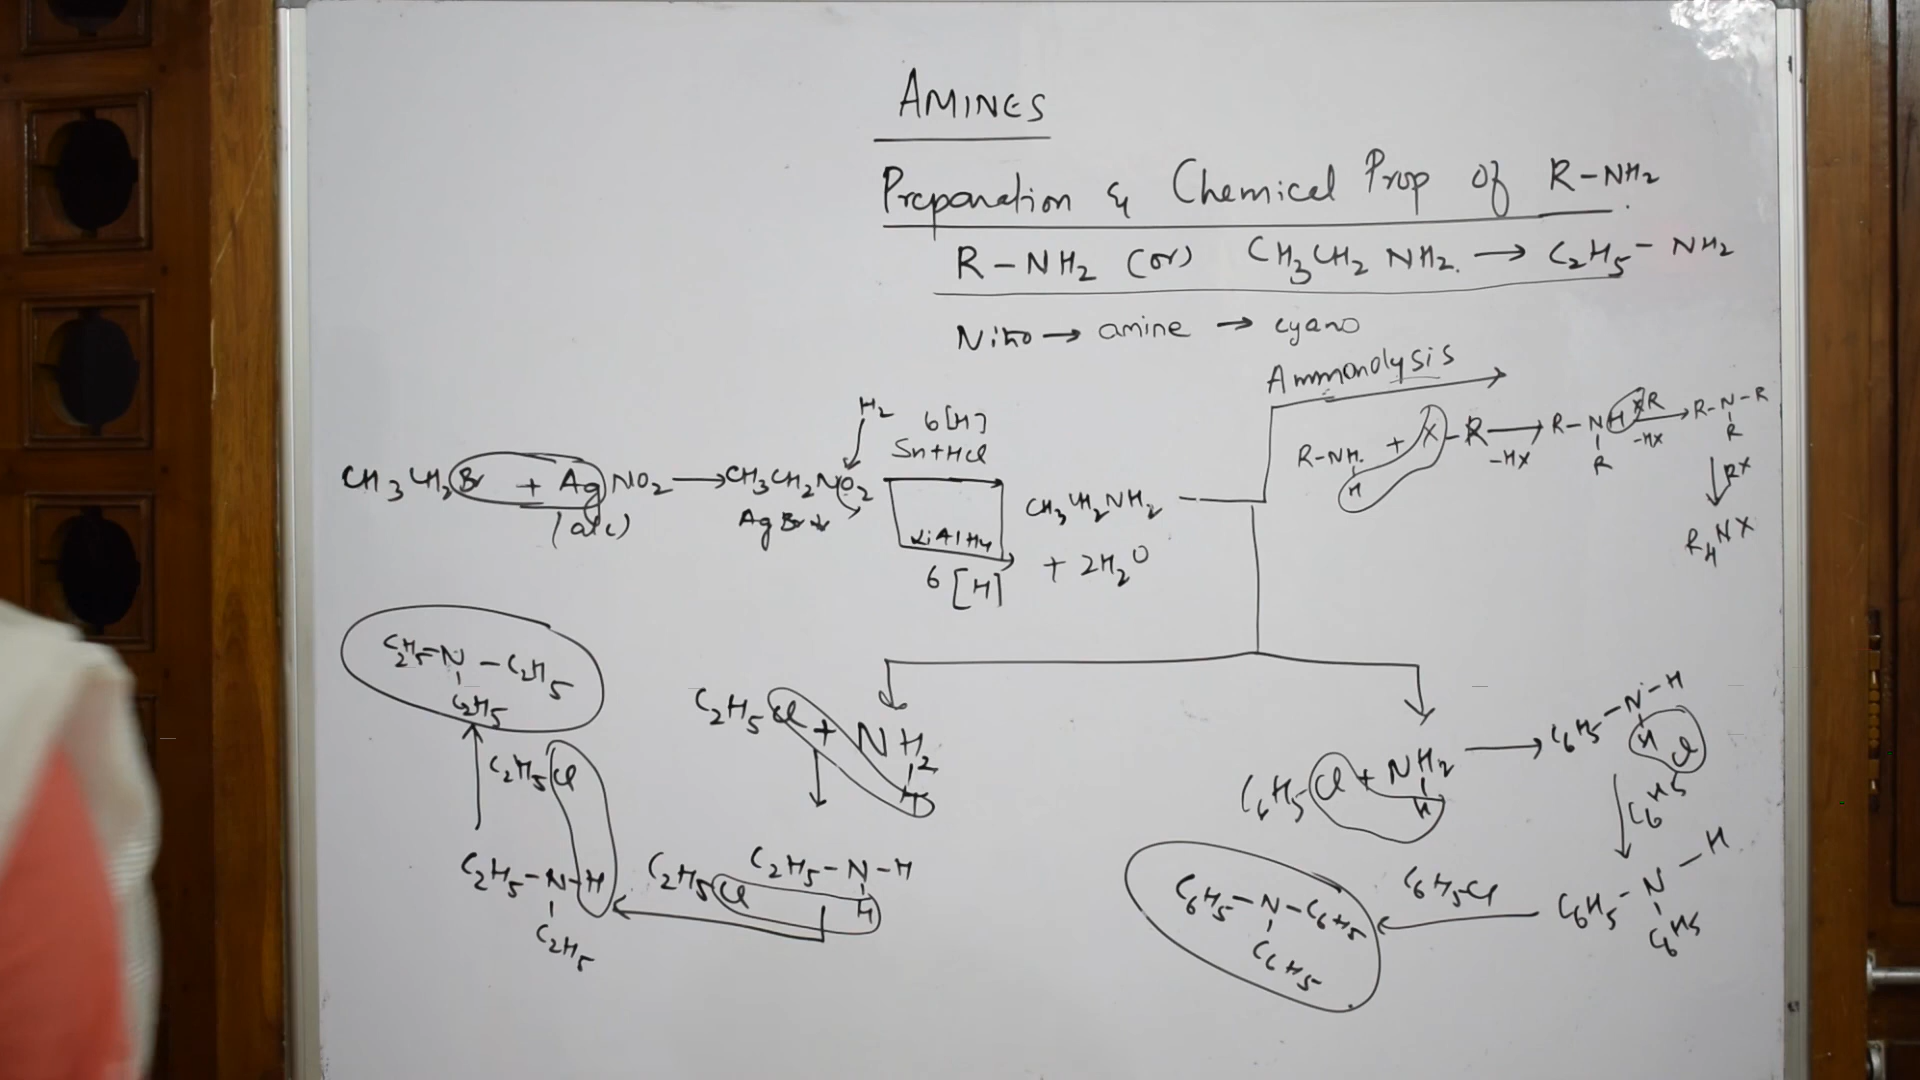 AMINES
Preparation & Chemical Prop of R-NH2
R-NH2 (or) CH3CH2NH2. → C2H5-NH2
Nitro → amine → cyano
Ammonolysis
R-NH + X-R → R-N-H XR → R-N-R
H -HX R -HX R
RX
R4NX
H2 6[H]
Sn+HCl
CH3CH2Br + AgNO2 → CH3CH2NO2 CH3CH2NH2
(alc) AgBr↓ LiAlH4
6[H] + 2H2O
C2H5-N-C2H5
C2H5
C2H5Cl
C2H5-N-H
C2H5
C2H5Cl + NH2
H
C2H5-N-H
C2H5Cl H
C6H5Cl + NH2 → C6H5-N-H
H H Cl
C6H5
C6H5-N-H
C6H5
C6H5Cl
C6H5-N-C6H5
C6H5